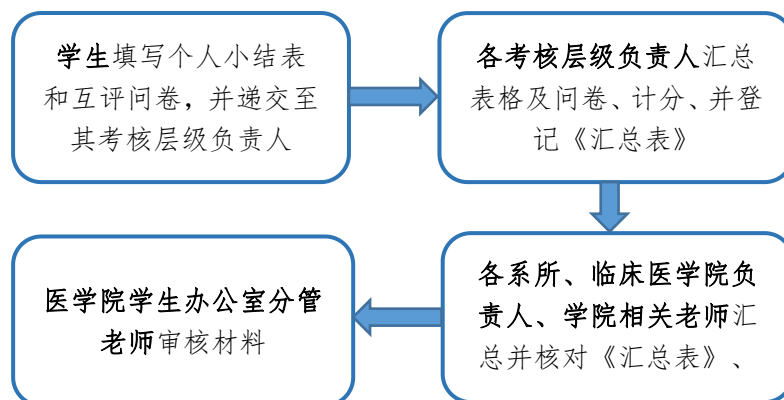 学生填写个人小结表
和互评问卷，并递交至
其考核层级负责人
各考核层级负责人汇总
表格及问卷、计分、并登
记《汇总表》
各系所、临床医学院负
责人、学院相关老师汇
总并核对《汇总表》、
医学院学生办公室分管
老师审核材料